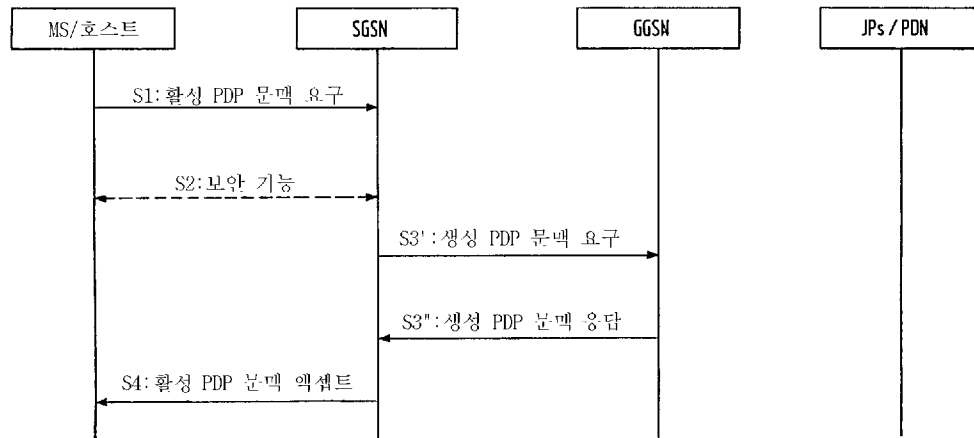 MS/호스트
SGSN
GGSN
JPs / PDN
S1:활성 PDP 문맥 요구
S2:보안 기능
S3':생성 PDP 문맥 요구
S3":생성 PDP 문맥 응답
S4:활성 PDP 문맥 액셉트